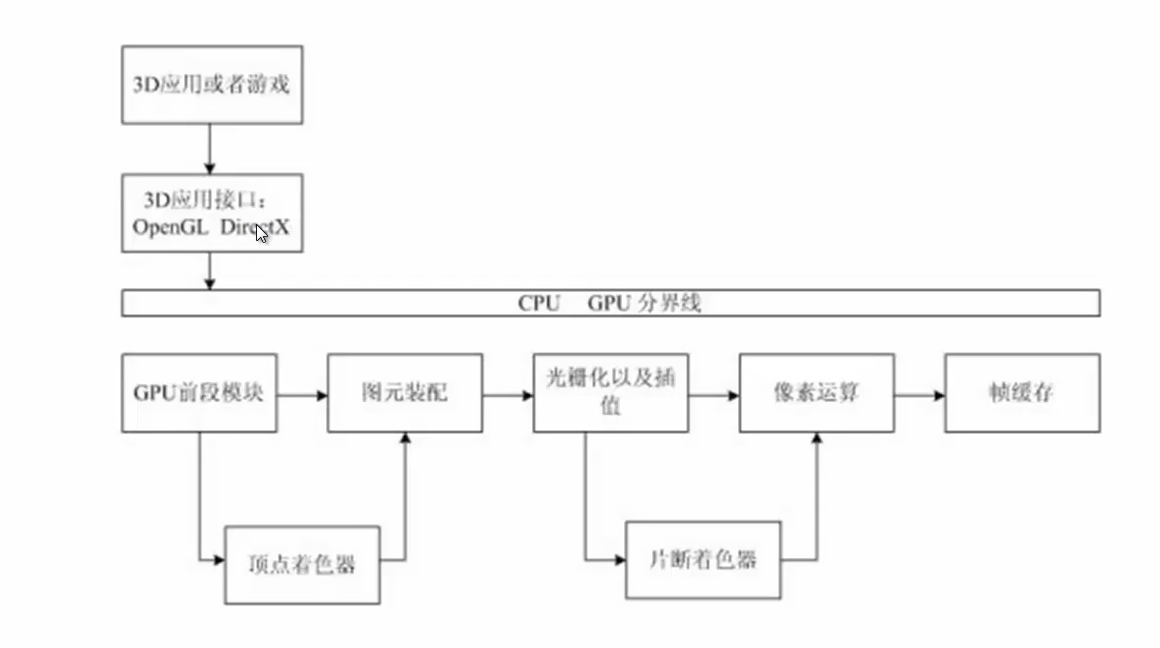 3D应用或者游戏
3D应用接口:
OpenGL DirectX
CPU GPU 分界线
GPU前段模块
图元装配
光栅化以及插
值
像素运算
帧缓存
顶点着色器
片断着色器